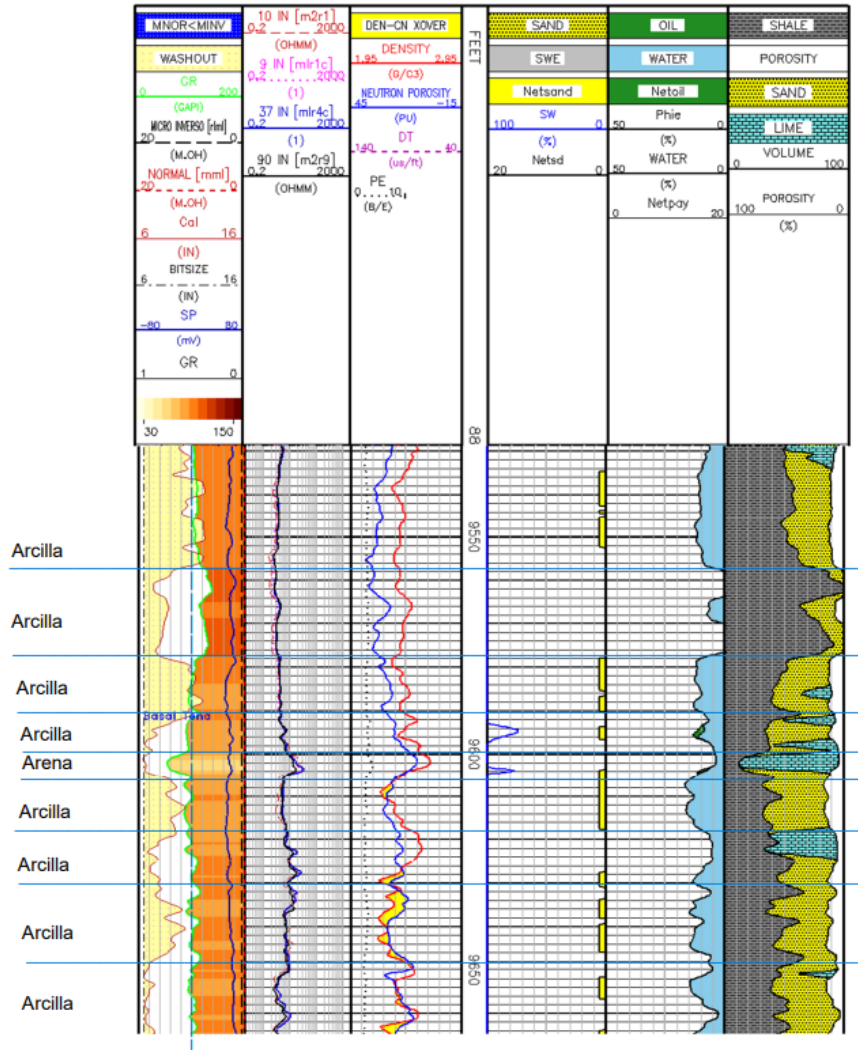 MNOR<MINV
WASHOUT
GR
0 200
(GAPI)
MICRO INVERSO [rlml]
20 0
(M.OH)
NORMAL [rnml]
20 0
(M.OH)
Cal
6 16
(IN)
BITSIZE
6 16
(IN)
SP
-80 80
(mV)
GR
1 0
30 150
10 IN [m2r1]
0.2 2000
(OHMM)
9 IN [mlr1c]
0.2 2000
(1)
37 IN [mlr4c]
0.2 2000
(1)
90 IN [m2r9]
0.2 2000
(OHMM)
DEN-CN XOVER
DENSITY
1.95 2.95
(G/C3)
NEUTRON POROSITY
45 -15
(PU)
DT
140 40
(us/ft)
PE
0 10
(B/E)
FEET
88
SAND
SWE
Netsand
SW
100 0
(%)
Netsd
20 0
OIL
WATER
Netoil
Phie
50 0
(%)
WATER
50 0
(%)
Netpay
0 20
SHALE
POROSITY
SAND
LIME
VOLUME
0 100
POROSITY
100 0
(%)
9550
Arcilla
Arcilla
Arcilla
Basal Tena
Arcilla
9600
Arena
Arcilla
Arcilla
Arcilla
9650
Arcilla